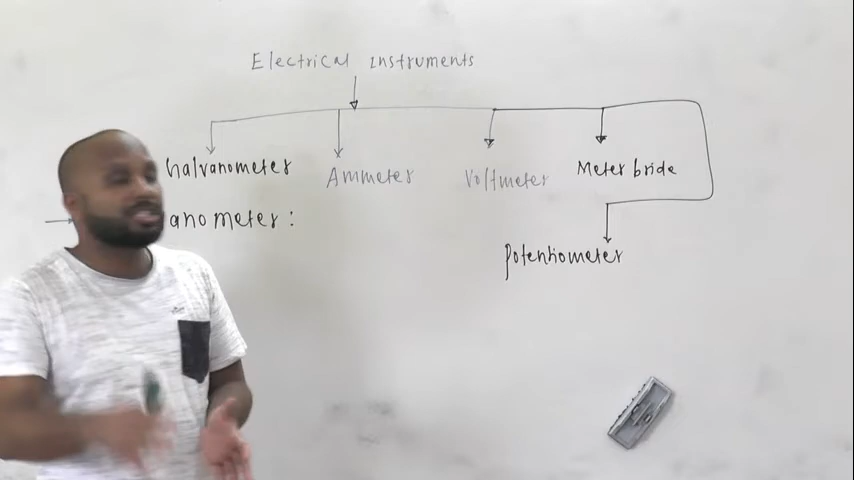 Electrical instruments
Galvanometer Ammeter Voltmeter Meter bride
anometer:
potentiometer